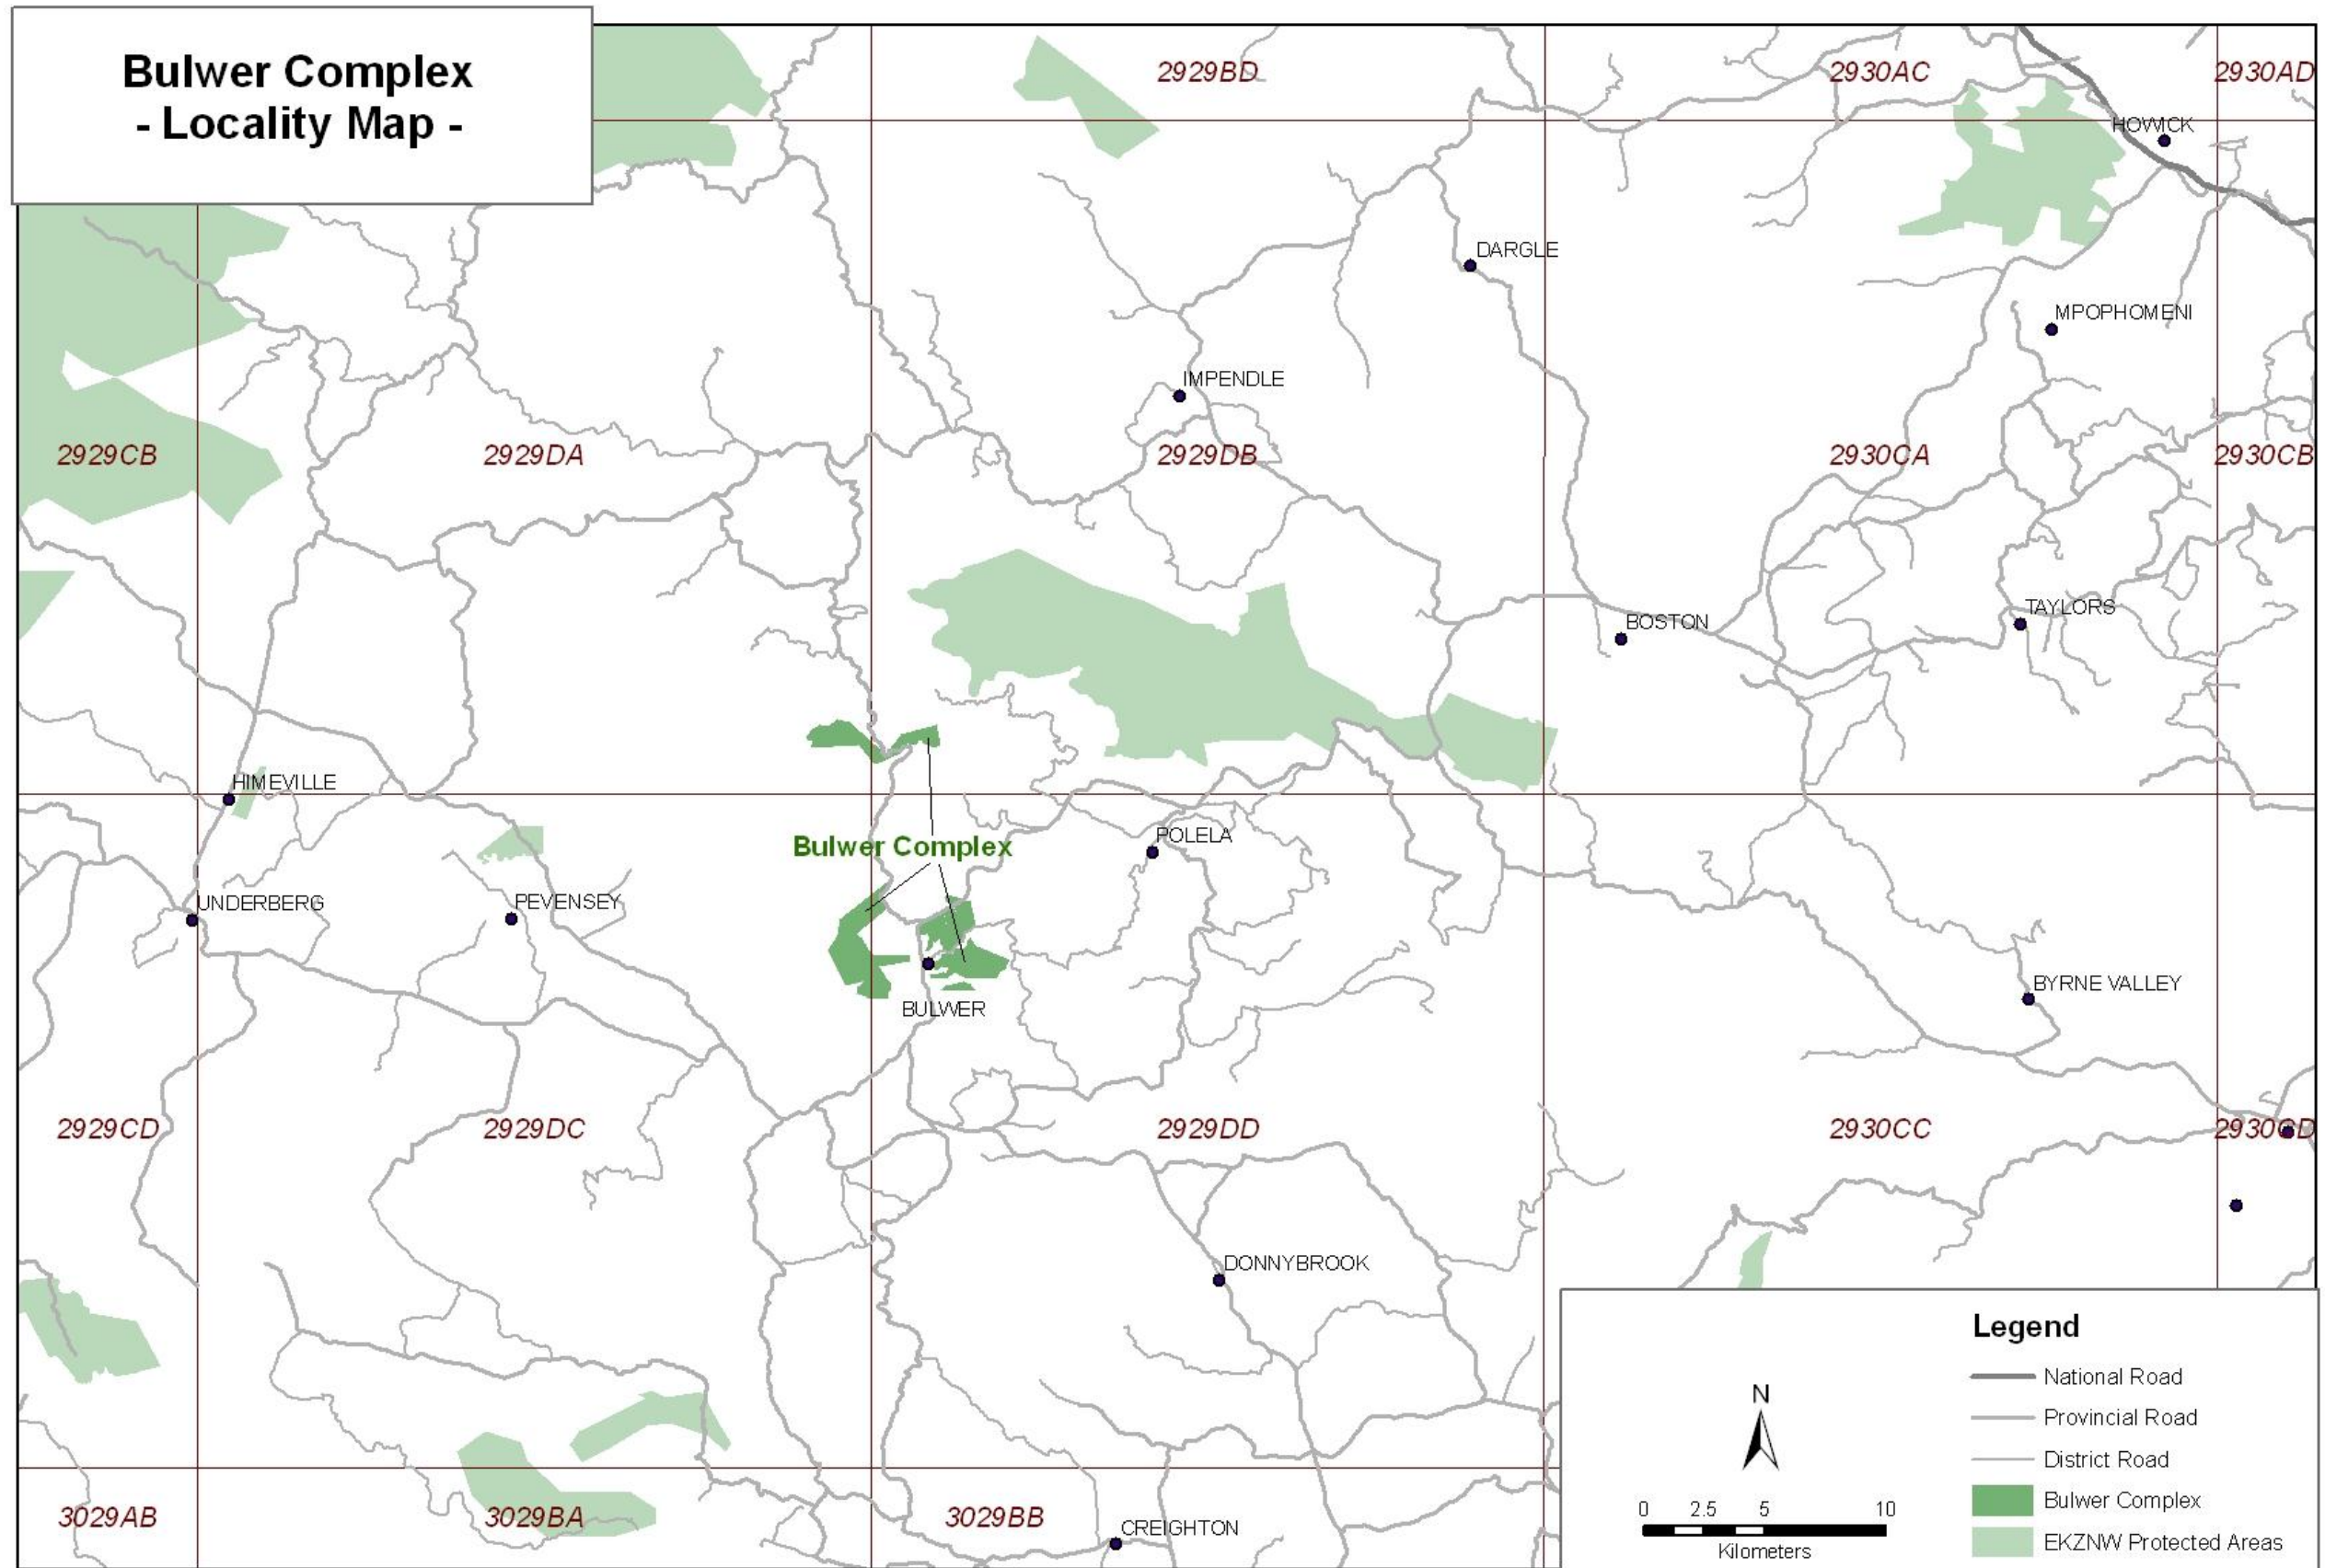 Bulwer Complex
- Locality Map -
2929BD
2930AC
2930AD
HOWICK
DARGLE
MPOPHOMENI
IMPENDLE
2929CB
2929DA
2929DB
2930CA
2930CB
TAYLORS
BOSTON
HIMEVILLE
POLELA
Bulwer Complex
UNDERBERG
PEVENSEY
BYRNE VALLEY
BULWER
2929CD
2929DC
2929DD
2930CC
2930CD
DONNYBROOK
Legend
National Road
Provincial Road
District Road
Bulwer Complex
EKZNW Protected Areas
N
0 2.5 5 10
Kilometers
3029AB
3029BA
3029BB
CREIGHTON